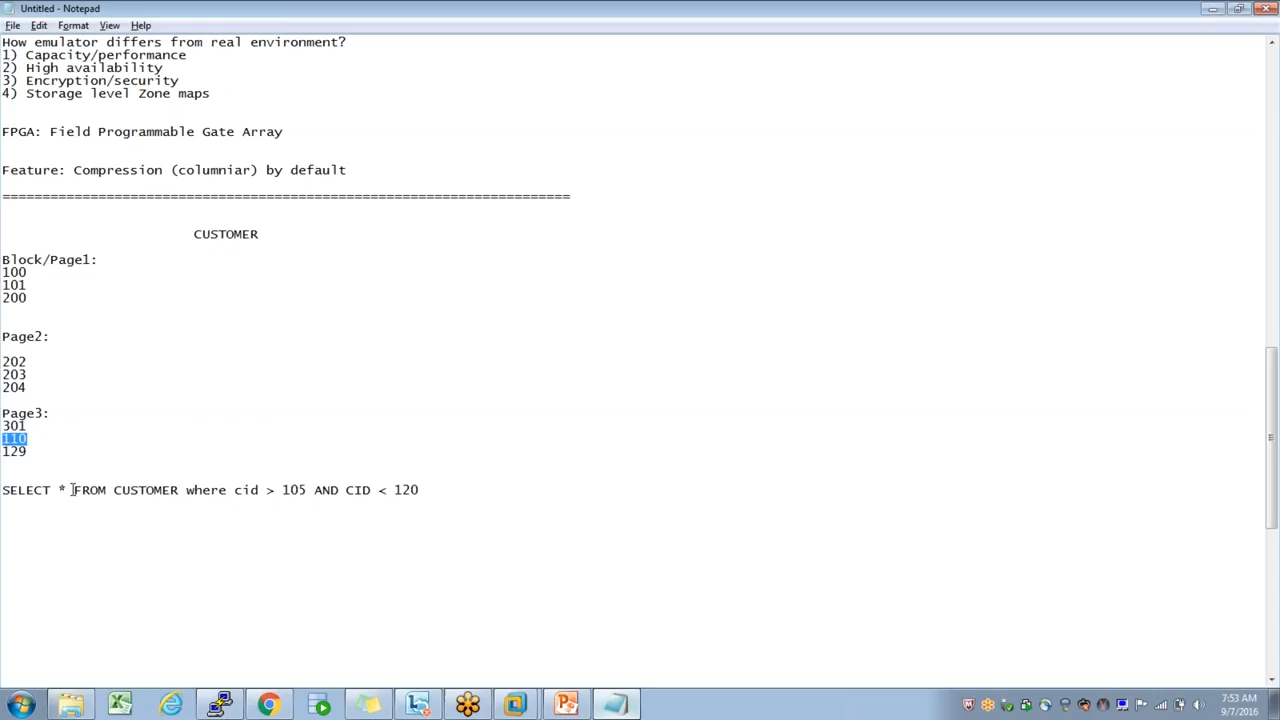 Untitled - Notepad
File Edit Format View Help
How emulator differs from real environment?
1) Capacity/performance
2) High availability
3) Encryption/security
4) Storage level Zone maps
FPGA: Field Programmable Gate Array
Feature: Compression (columniar) by default
=======================================================================
CUSTOMER
Block/Page1:
100
101
200
Page2:
202
203
204
Page3:
301
110
129
SELECT * FROM CUSTOMER where cid > 105 AND CID < 120
7:53 AM
9/7/2016